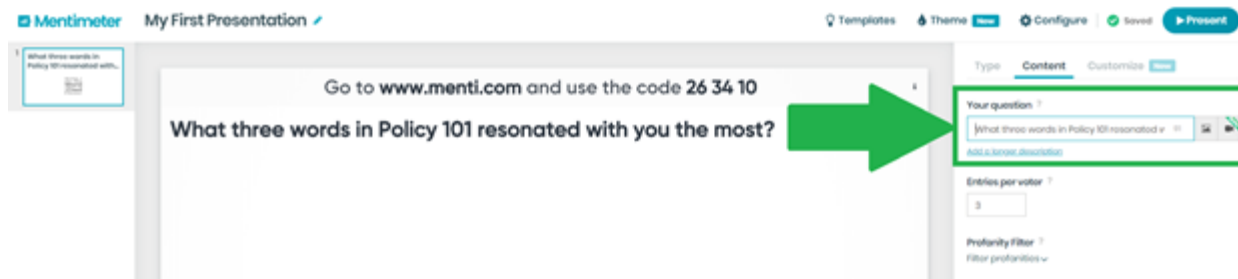 Mentimeter My First Presentation Templates Theme New Configure Saved Present
1 What three words in
Policy 101 resonated with...
Go to www.menti.com and use the code 26 34 10
What three words in Policy 101 resonated with you the most?
Type Content Customize New
Your question ?
What three words in Policy 101 resonated v
Add a longer description
Entries per voter ?
3
Profanity Filter ?
Filter profanities